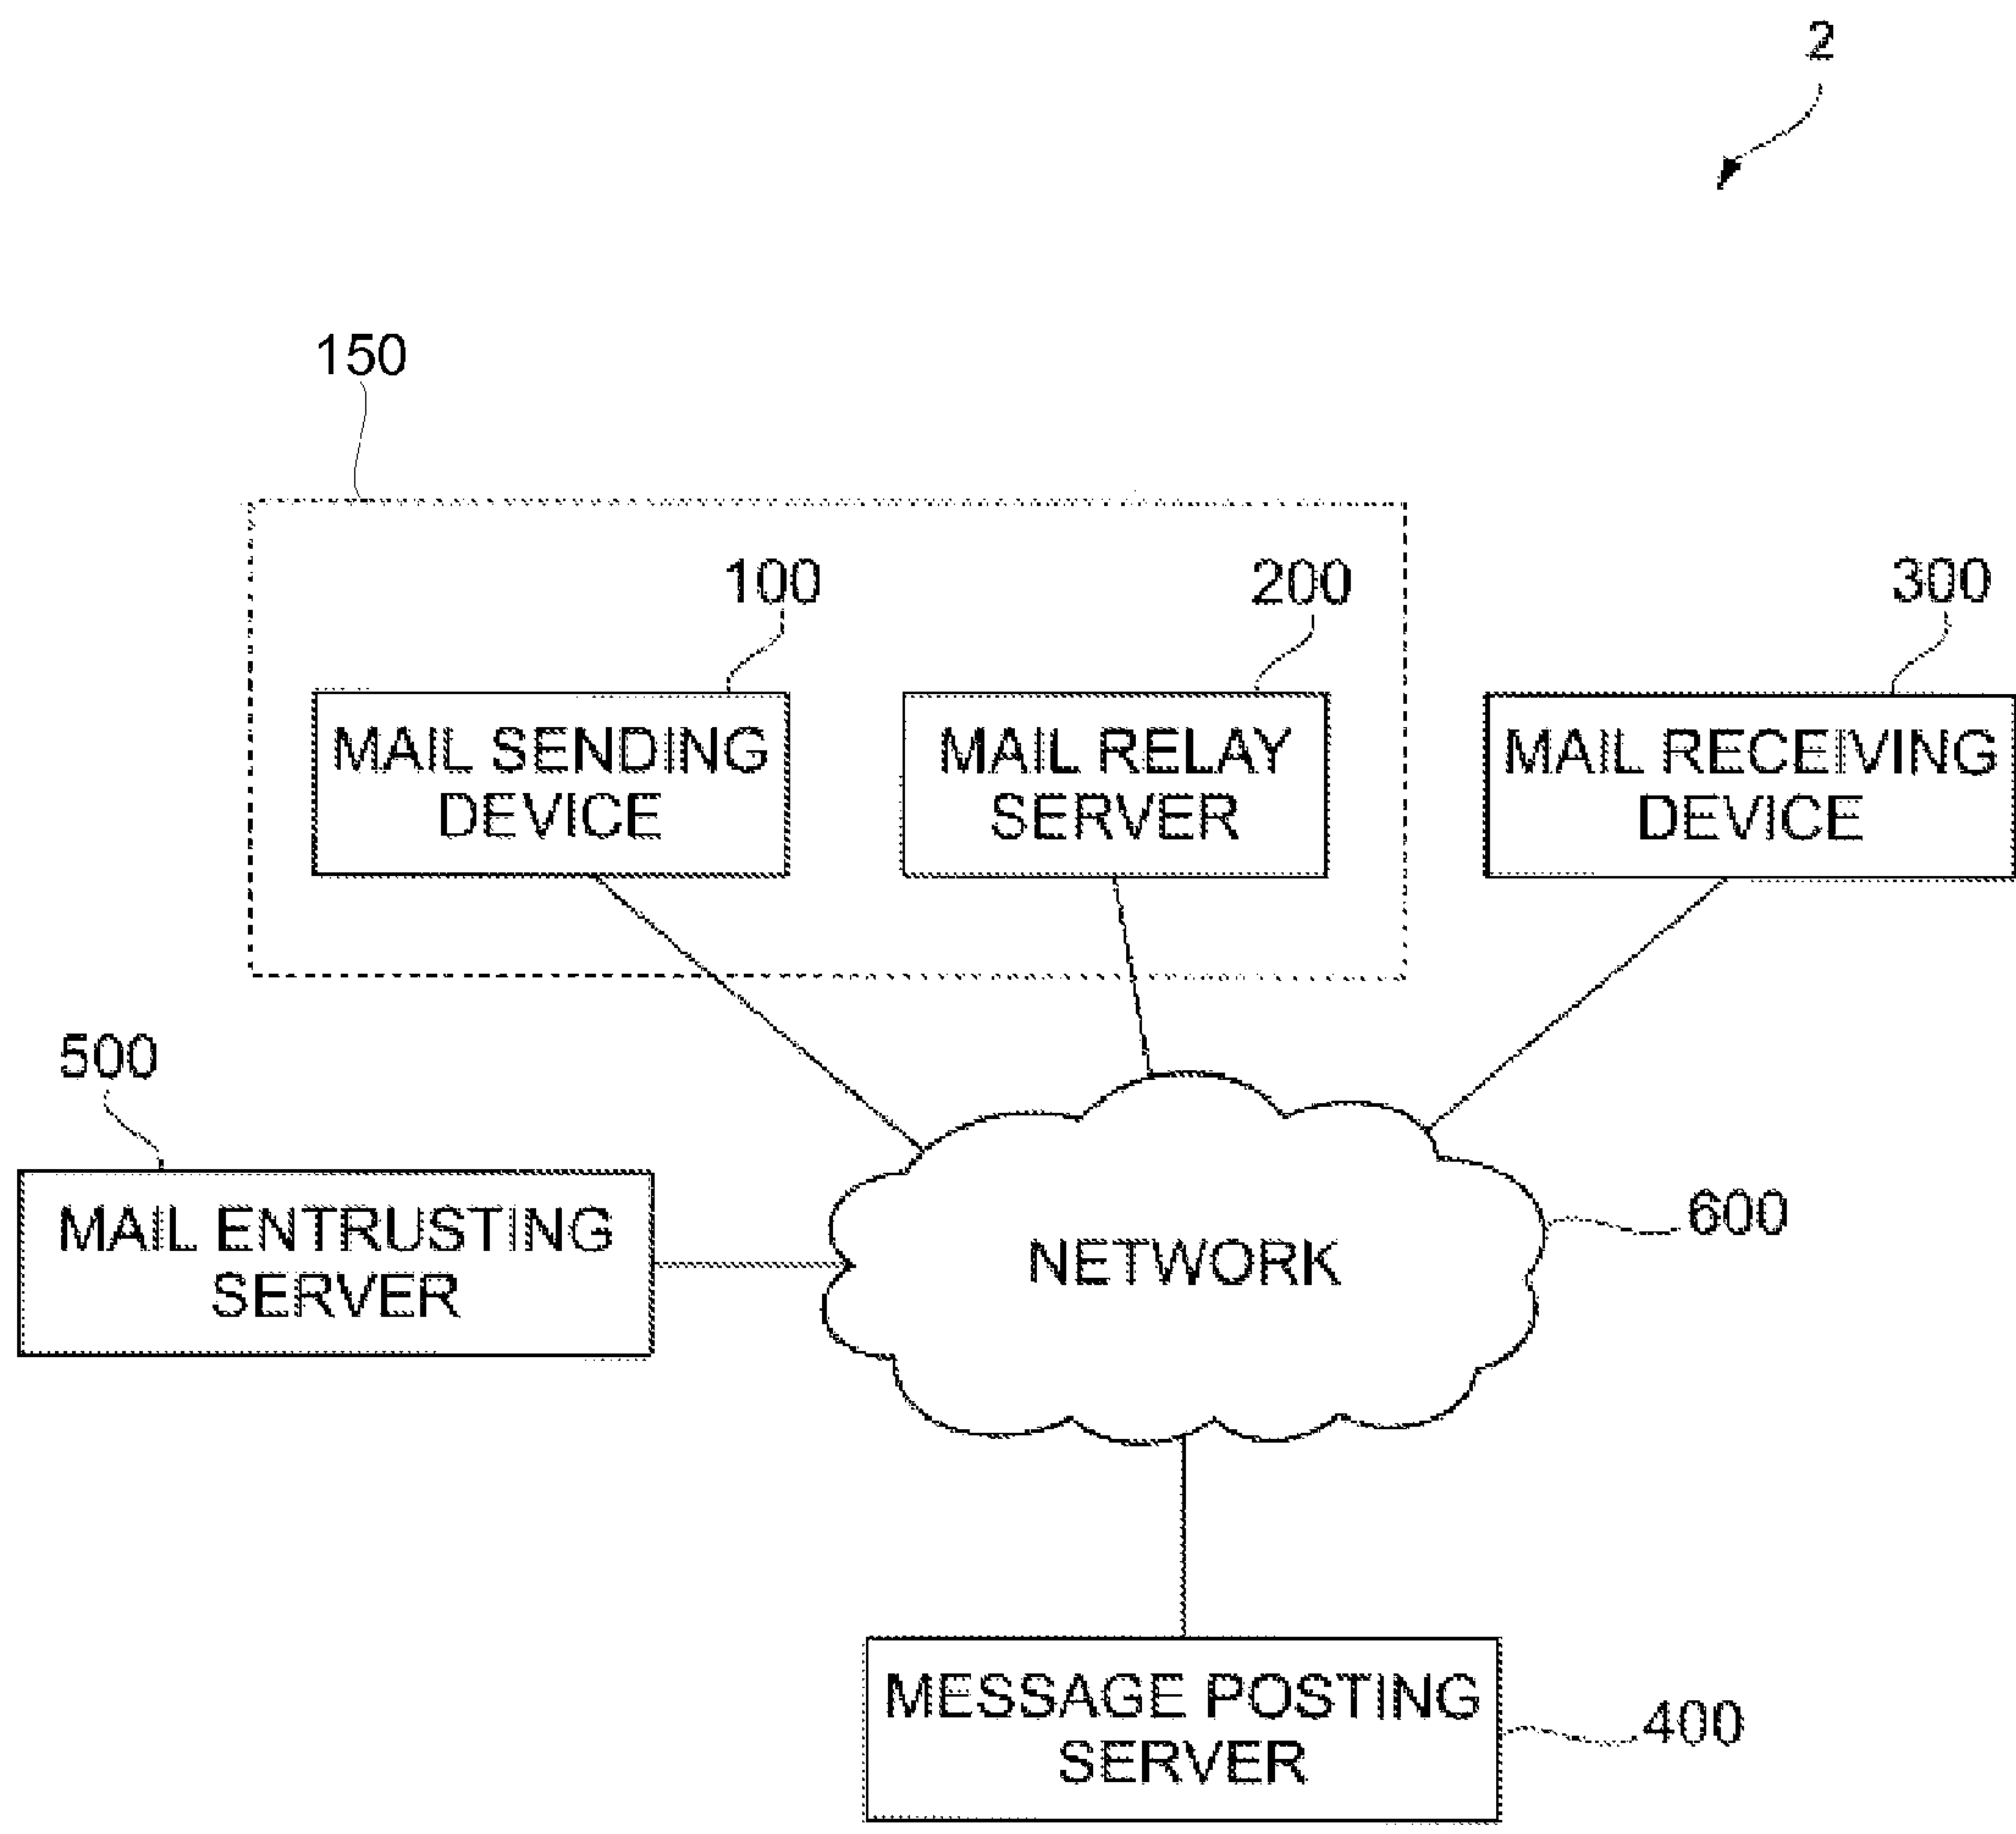 2
150
100
200
300
MAIL SENDING
DEVICE
MAIL RELAY
SERVER
MAIL RECEIVING
DEVICE
500
MAIL ENTRUSTING
SERVER
NETWORK
600
MESSAGE POSTING
SERVER
400